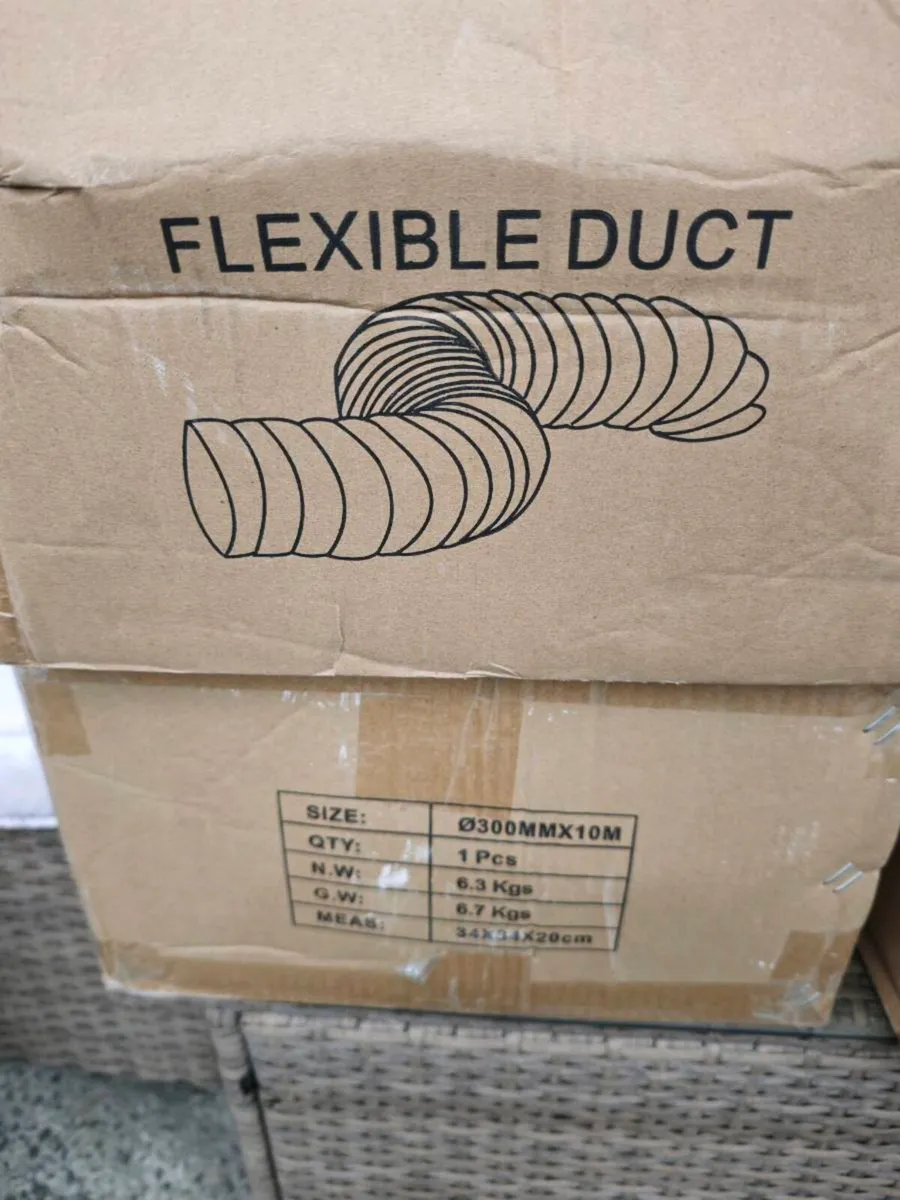 FLEXIBLE DUCT
SIZE: Ø300MMX10M
QTY: 1 Pcs
N.W: 6.3 Kgs
G.W: 6.7 Kgs
MEAS: 34X34X20cm